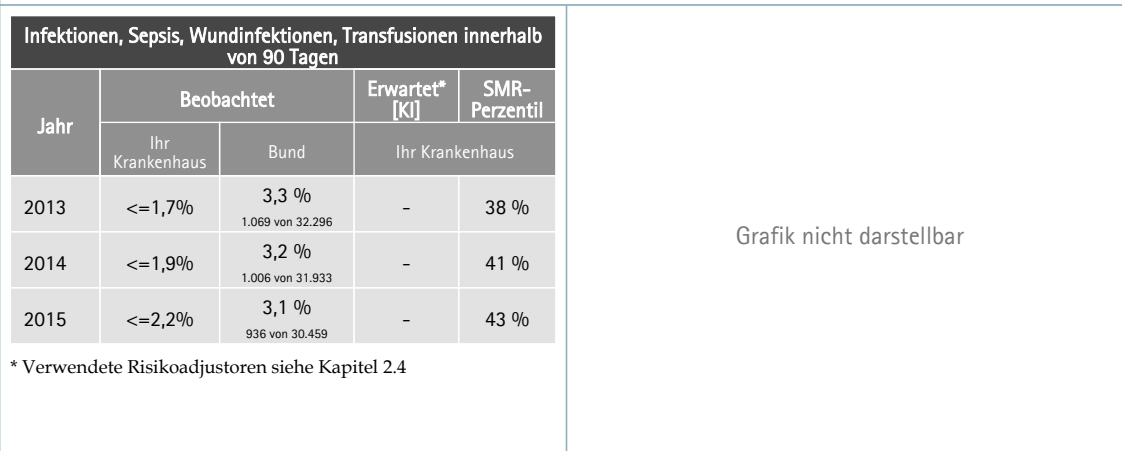 Infektionen, Sepsis, Wundinfektionen, Transfusionen innerhalb
von 90 Tagen
Jahr
Beobachtet
Erwartet*
[KI]
SMR-
Perzentil
Ihr
Krankenhaus
Bund
Ihr Krankenhaus
2013
<=1,7%
3,3 %
1.069 von 32.296
-
38 %
2014
<=1,9%
3,2 %
1.006 von 31.933
-
41 %
2015
<=2,2%
3,1 %
936 von 30.459
-
43 %
* Verwendete Risikoadjustoren siehe Kapitel 2.4
Grafik nicht darstellbar